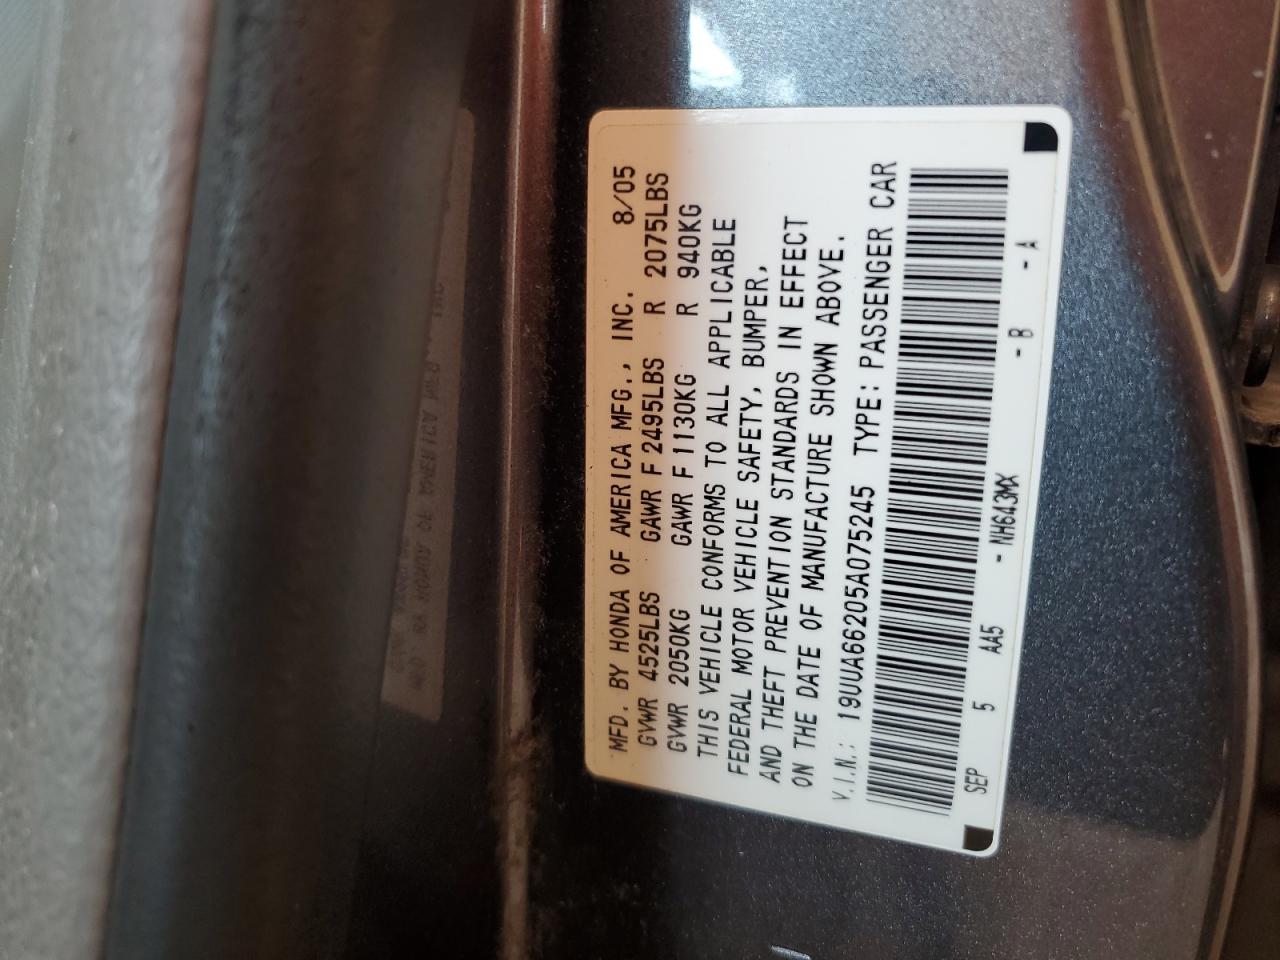 MFD. BY HONDA OF AMERICA MFG., INC. 8/05
GVWR 4525LBS GAWR F 2495LBS R 2075LBS
GVWR 2050KG GAWR F 1130KG R 940KG
THIS VEHICLE CONFORMS TO ALL APPLICABLE
FEDERAL MOTOR VEHICLE SAFETY, BUMPER,
AND THEFT PREVENTION STANDARDS IN EFFECT
ON THE DATE OF MANUFACTURE SHOWN ABOVE.
V.I.N.: 19UUA66205A075245 TYPE: PASSENGER CAR
SEP 5 AA5 - NH643MX - B - A